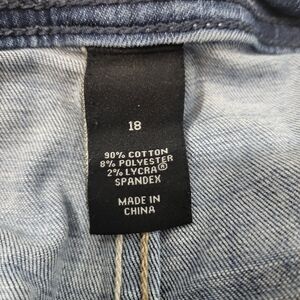 18
90% COTTON
8% POLYESTER
2% LYCRA®
SPANDEX
MADE IN
CHINA